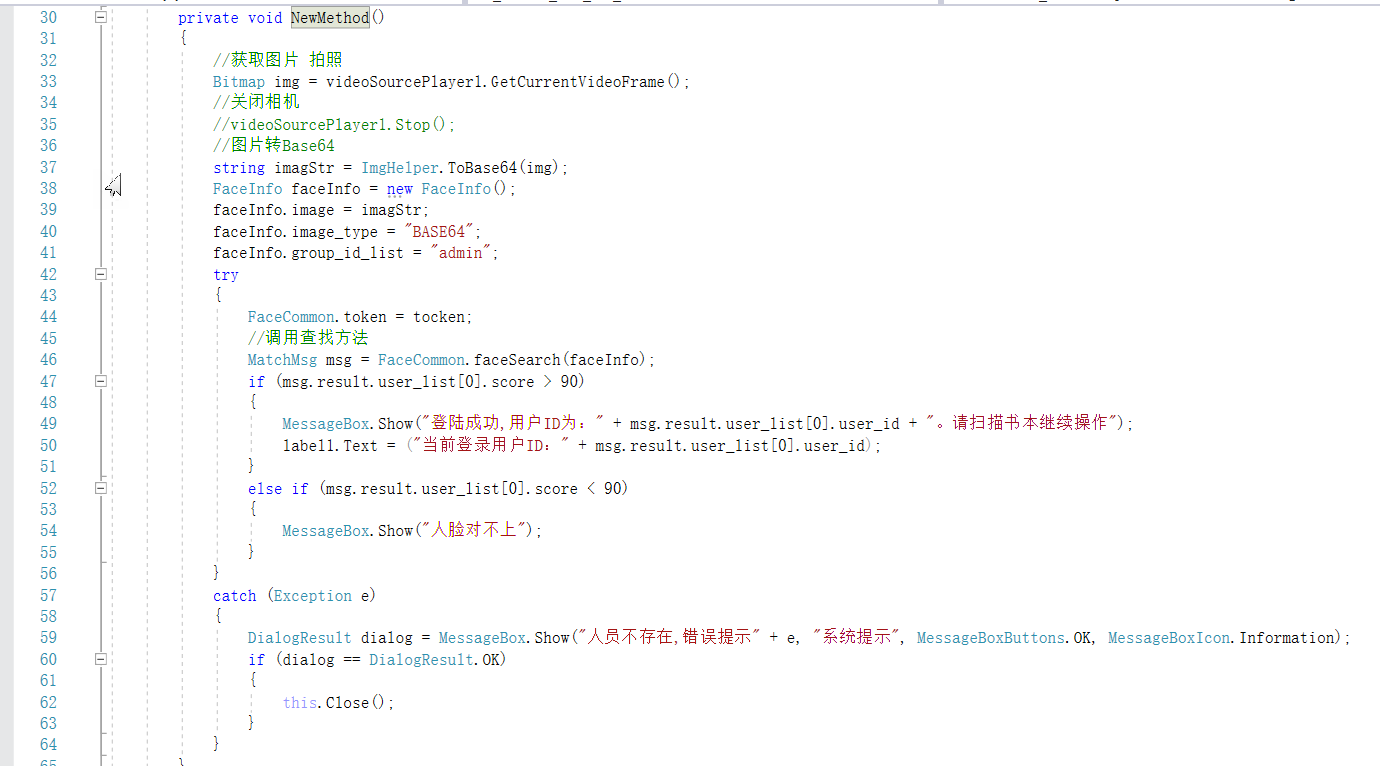 30 private void NewMethod()
31 {
32 //获取图片 拍照
33 Bitmap img = videoSourcePlayer1.GetCurrentVideoFrame();
34 //关闭相机
35 //videoSourcePlayer1.Stop();
36 //图片转Base64
37 string imagStr = ImgHelper.ToBase64(img);
38 FaceInfo faceInfo = new FaceInfo();
39 faceInfo.image = imagStr;
40 faceInfo.image_type = "BASE64";
41 faceInfo.group_id_list = "admin";
42 try
43 {
44 FaceCommon.token = tocken;
45 //调用查找方法
46 MatchMsg msg = FaceCommon.faceSearch(faceInfo);
47 if (msg.result.user_list[0].score > 90)
48 {
49 MessageBox.Show("登陆成功,用户ID为：" + msg.result.user_list[0].user_id + "。请扫描书本继续操作");
50 label1.Text = ("当前登录用户ID：" + msg.result.user_list[0].user_id);
51 }
52 else if (msg.result.user_list[0].score < 90)
53 {
54 MessageBox.Show("人脸对不上");
55 }
56 }
57 catch (Exception e)
58 {
59 DialogResult dialog = MessageBox.Show("人员不存在,错误提示" + e, "系统提示", MessageBoxButtons.OK, MessageBoxIcon.Information);
60 if (dialog == DialogResult.OK)
61 {
62 this.Close();
63 }
64 }
65 }